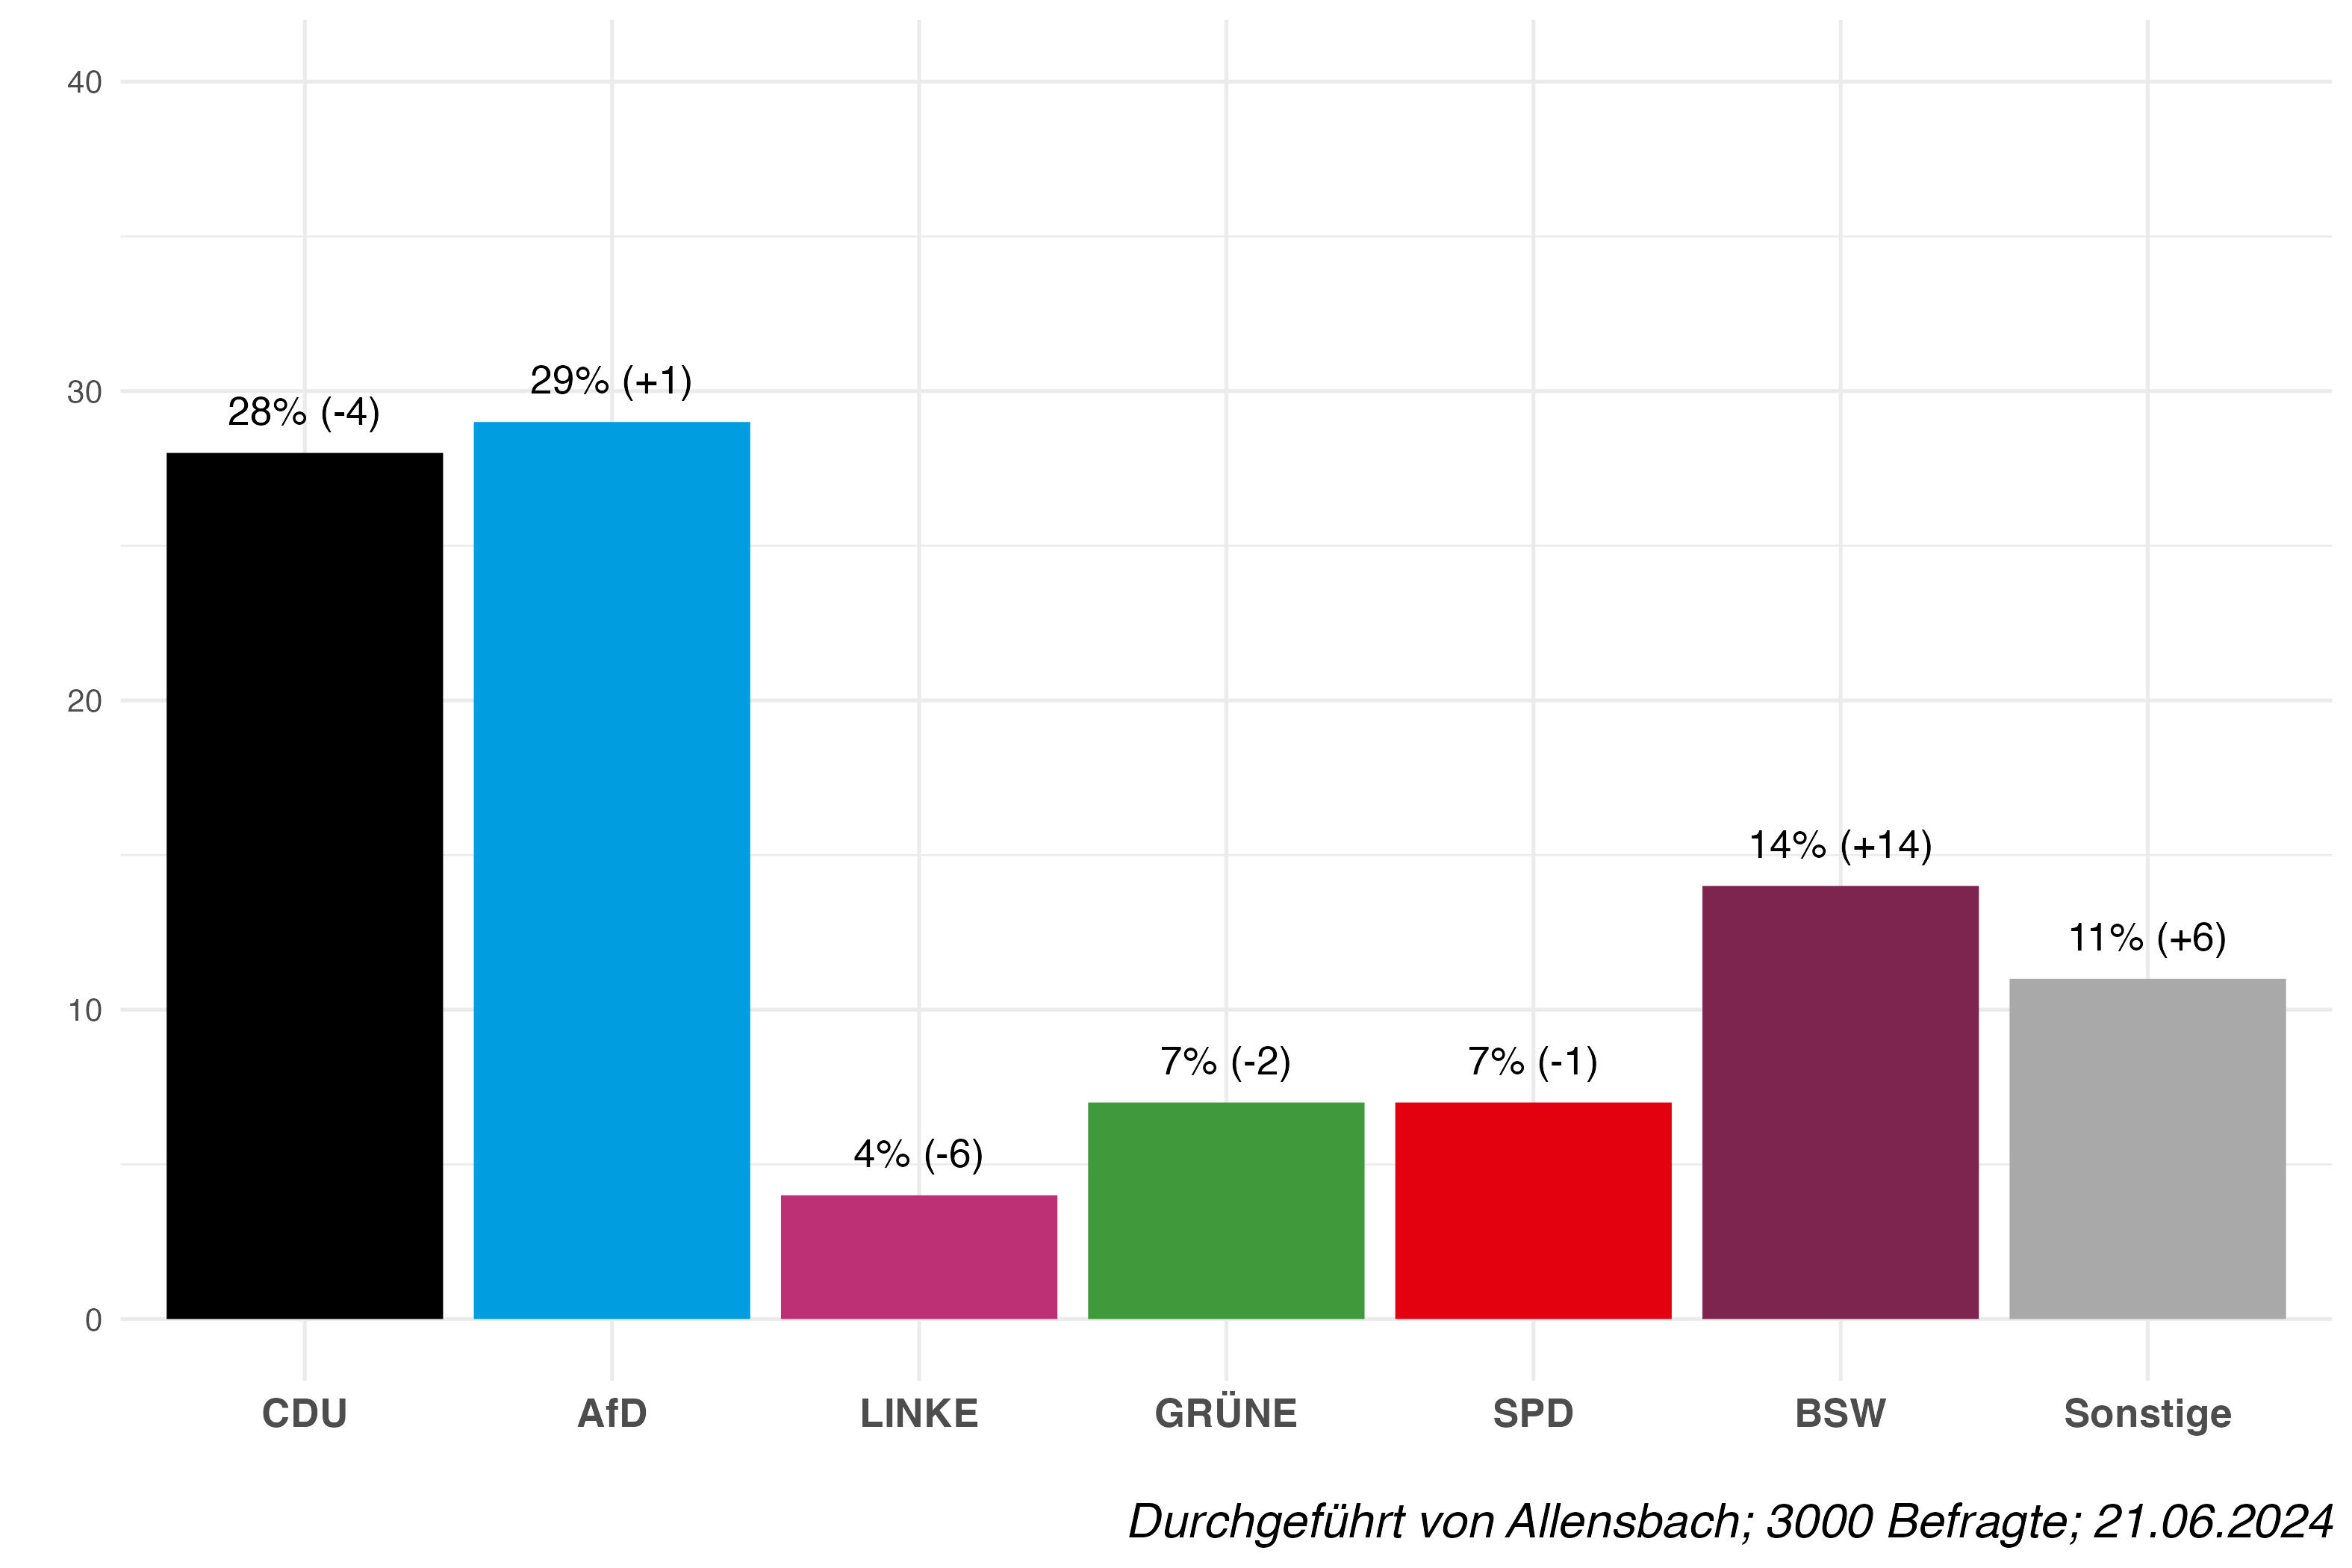 40
30
20
10
0
28% (-4)
29% (+1)
4% (-6)
7% (-2)
7% (-1)
14% (+14)
11% (+6)
CDU
AfD
LINKE
GRÜNE
SPD
BSW
Sonstige
Durchgeführt von Allensbach; 3000 Befragte; 21.06.2024